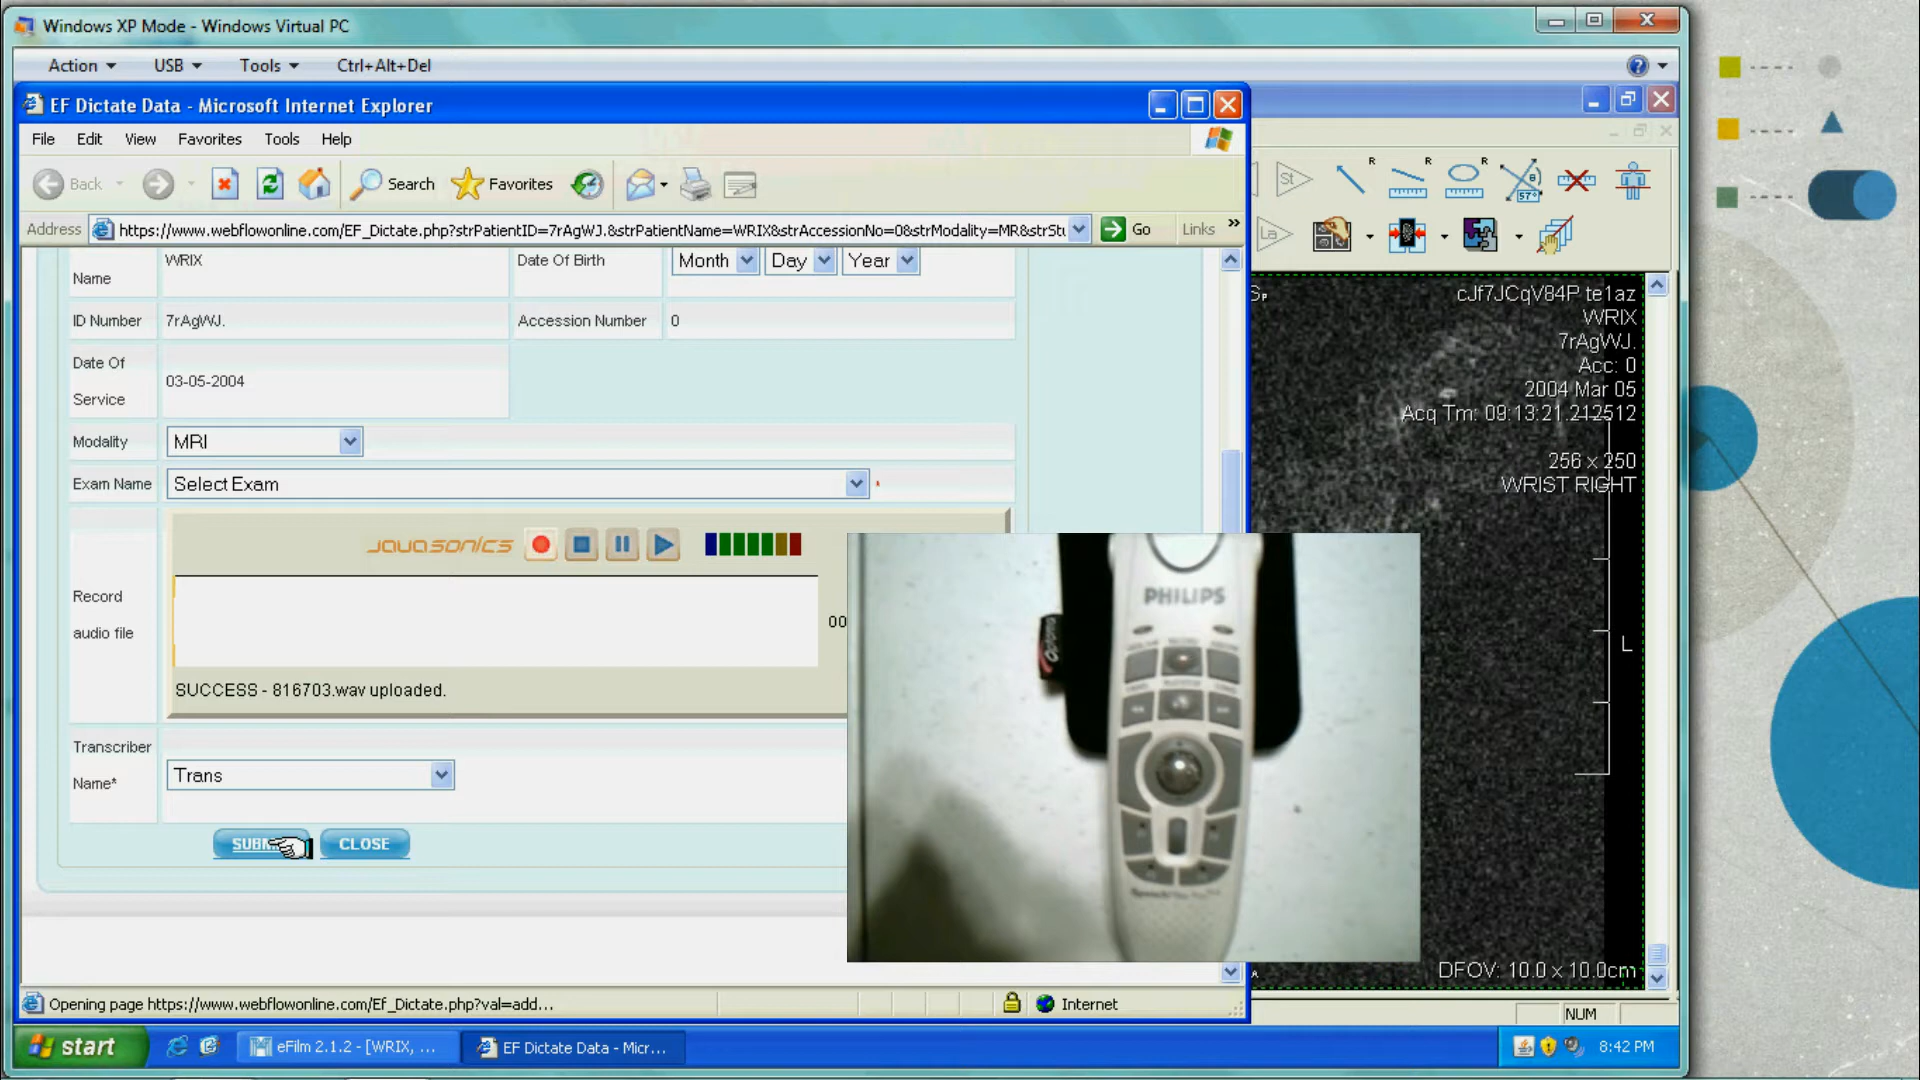 Windows XP Mode - Windows Virtual PC
Action USB Tools Ctrl+Alt+Del
EF Dictate Data - Microsoft Internet Explorer
File Edit View Favorites Tools Help
Back Search Favorites
Address https://www.webflowonline.com/EF_Dictate.php?strPatientID=7rAgWJ.&strPatientName=WRIX&strAccessionNo=0&strModality=MR&strStu Go Links »
Name WRIX Date Of Birth Month Day Year
ID Number 7rAgWJ. Accession Number 0
Date Of Service 03-05-2004
Modality MRI
Exam Name Select Exam *
javasonics
Record audio file
00
SUCCESS - 816703.wav uploaded.
Transcriber Name* Trans
CLOSE
Opening page https://www.webflowonline.com/Ef_Dictate.php?val=add... Internet
St R R R θ 57°
La
cJf7JCqV84P te1az
WRIX
7rAgWJ.
Acc: 0
2004 Mar 05
Acq Tm: 09:13:21.212512
256 x 250
WRIST RIGHT
L
DFOV: 10.0 x 10.0cm
NUM
PHILIPS
start eFilm 2.1.2 - [WRIX, ... EF Dictate Data - Micr... 8:42 PM